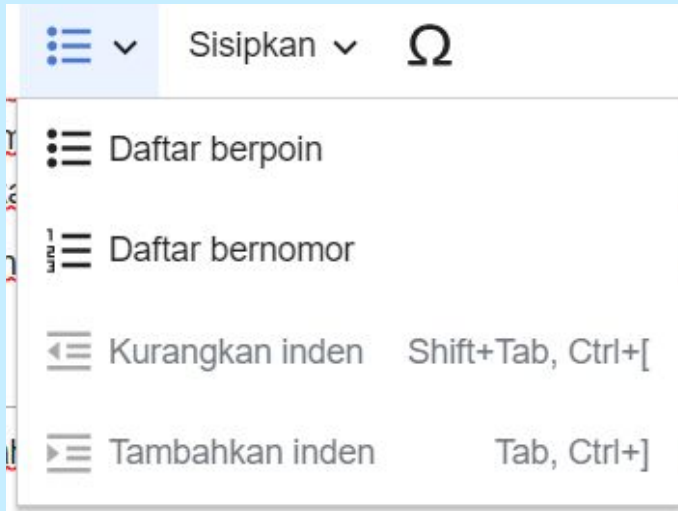 Sisipkan Ω
Daftar berpoin
Daftar bernomor
Kurangkan inden Shift+Tab, Ctrl+[
Tambahkan inden Tab, Ctrl+]